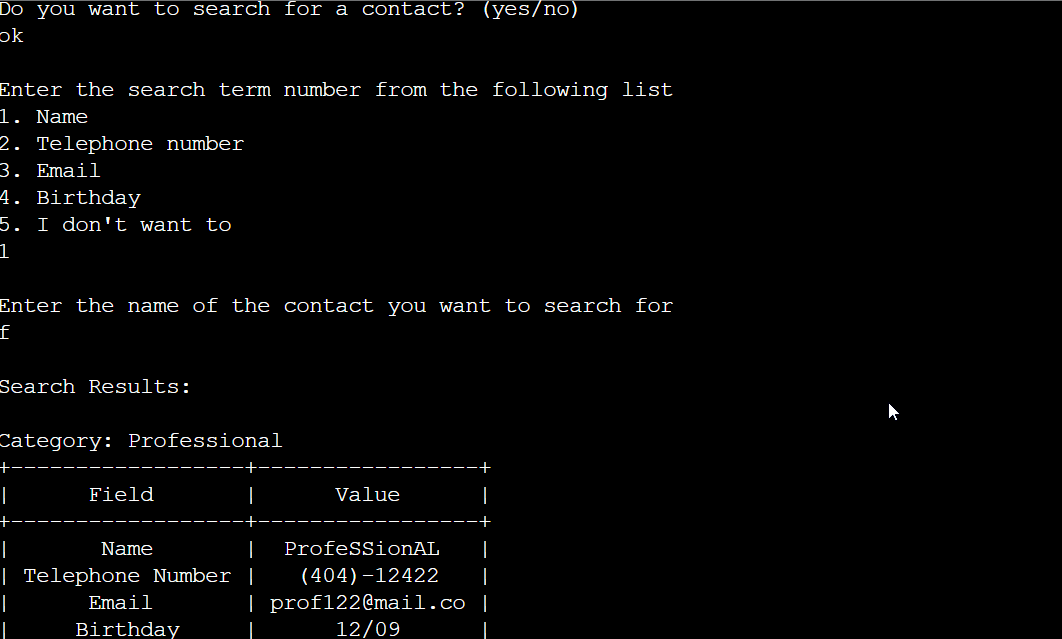 Do you want to search for a contact? (yes/no)
ok
Enter the search term number from the following list
1. Name
2. Telephone number
3. Email
4. Birthday
5. I don't want to
1
Enter the name of the contact you want to search for
f
Search Results:
Category: Professional
+------------------+-----------------+
|      Field       |      Value      |
+------------------+-----------------+
|       Name       |  ProfeSSionAL   |
| Telephone Number |   (404)-12422   |
|      Email       | prof122@mail.co |
|     Birthday     |      12/09      |